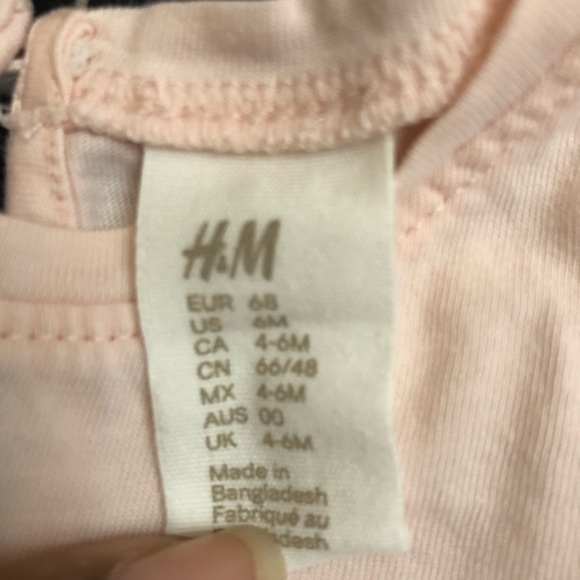 H&M
EUR 68
US 6M
CA 4-6M
CN 66/48
MX 4-6M
AUS 00
UK 4-6M
Made in
Bangladesh
Fabriqué au